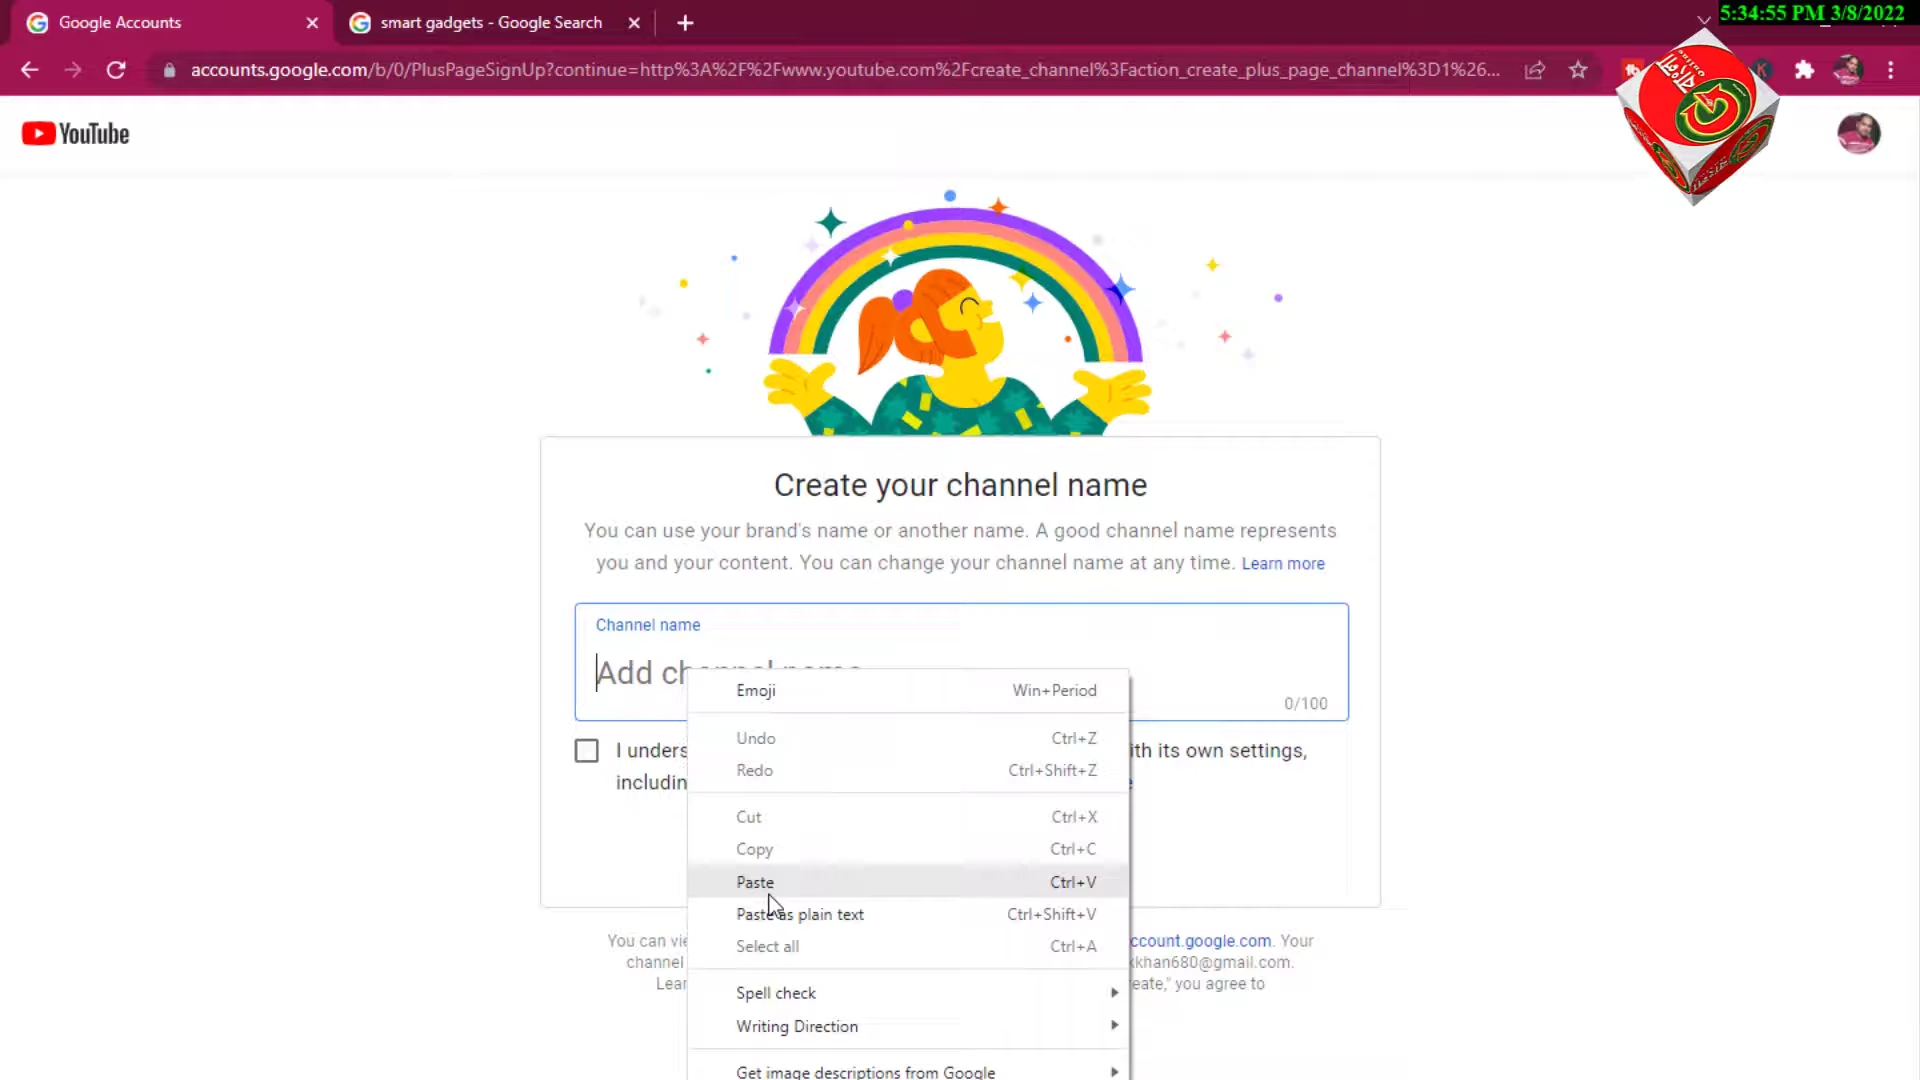 Google Accounts
smart gadgets - Google Search
5:34:55 PM 3/8/2022
accounts.google.com/b/0/PlusPageSignUp?continue=http%3A%2F%2Fwww.youtube.com%2Fcreate_channel%3Faction_create_plus_page_channel%3D1%26...
YouTube
Create your channel name
You can use your brand's name or another name. A good channel name represents
you and your content. You can change your channel name at any time. Learn more
Channel name
Add ch
0/100
Emoji Win+Period
Undo Ctrl+Z
Redo Ctrl+Shift+Z
Cut Ctrl+X
Copy Ctrl+C
Paste Ctrl+V
Paste as plain text Ctrl+Shift+V
Select all Ctrl+A
Spell check
Writing Direction
Get image descriptions from Google
I unders ith its own settings,
includin
You can vie ccount.google.com. Your
channel xkhan680@gmail.com.
Lear eate," you agree to